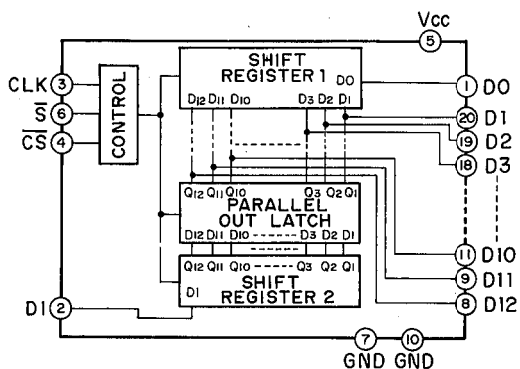 Vcc
5
SHIFT
REGISTER 1
DO
D12 D11 D10 D3 D2 D1
CLK 3
S̅ 6
C̅S̅ 4
CONTROL
1 DO
20 D1
19 D2
18 D3
Q12 Q11 Q10 Q3 Q2 Q1
PARALLEL
OUT LATCH
D12 D11 D10 D3 D2 D1
Q12 Q11 Q10 Q3 Q2 Q1
DI
SHIFT
REGISTER 2
11 D10
9 D11
8 D12
DI 2
7 10
GND GND